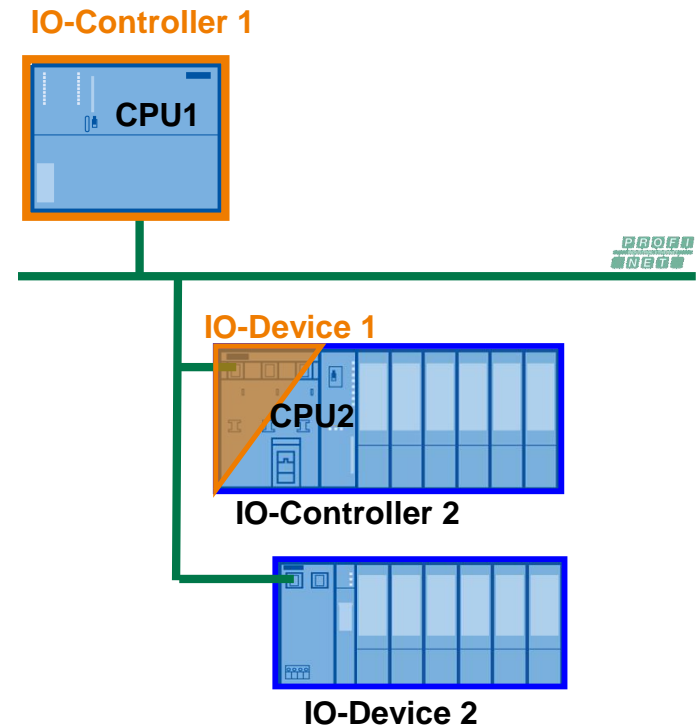 IO-Controller 1
CPU1
PROFI
NET
IO-Device 1
CPU2
IO-Controller 2
IO-Device 2